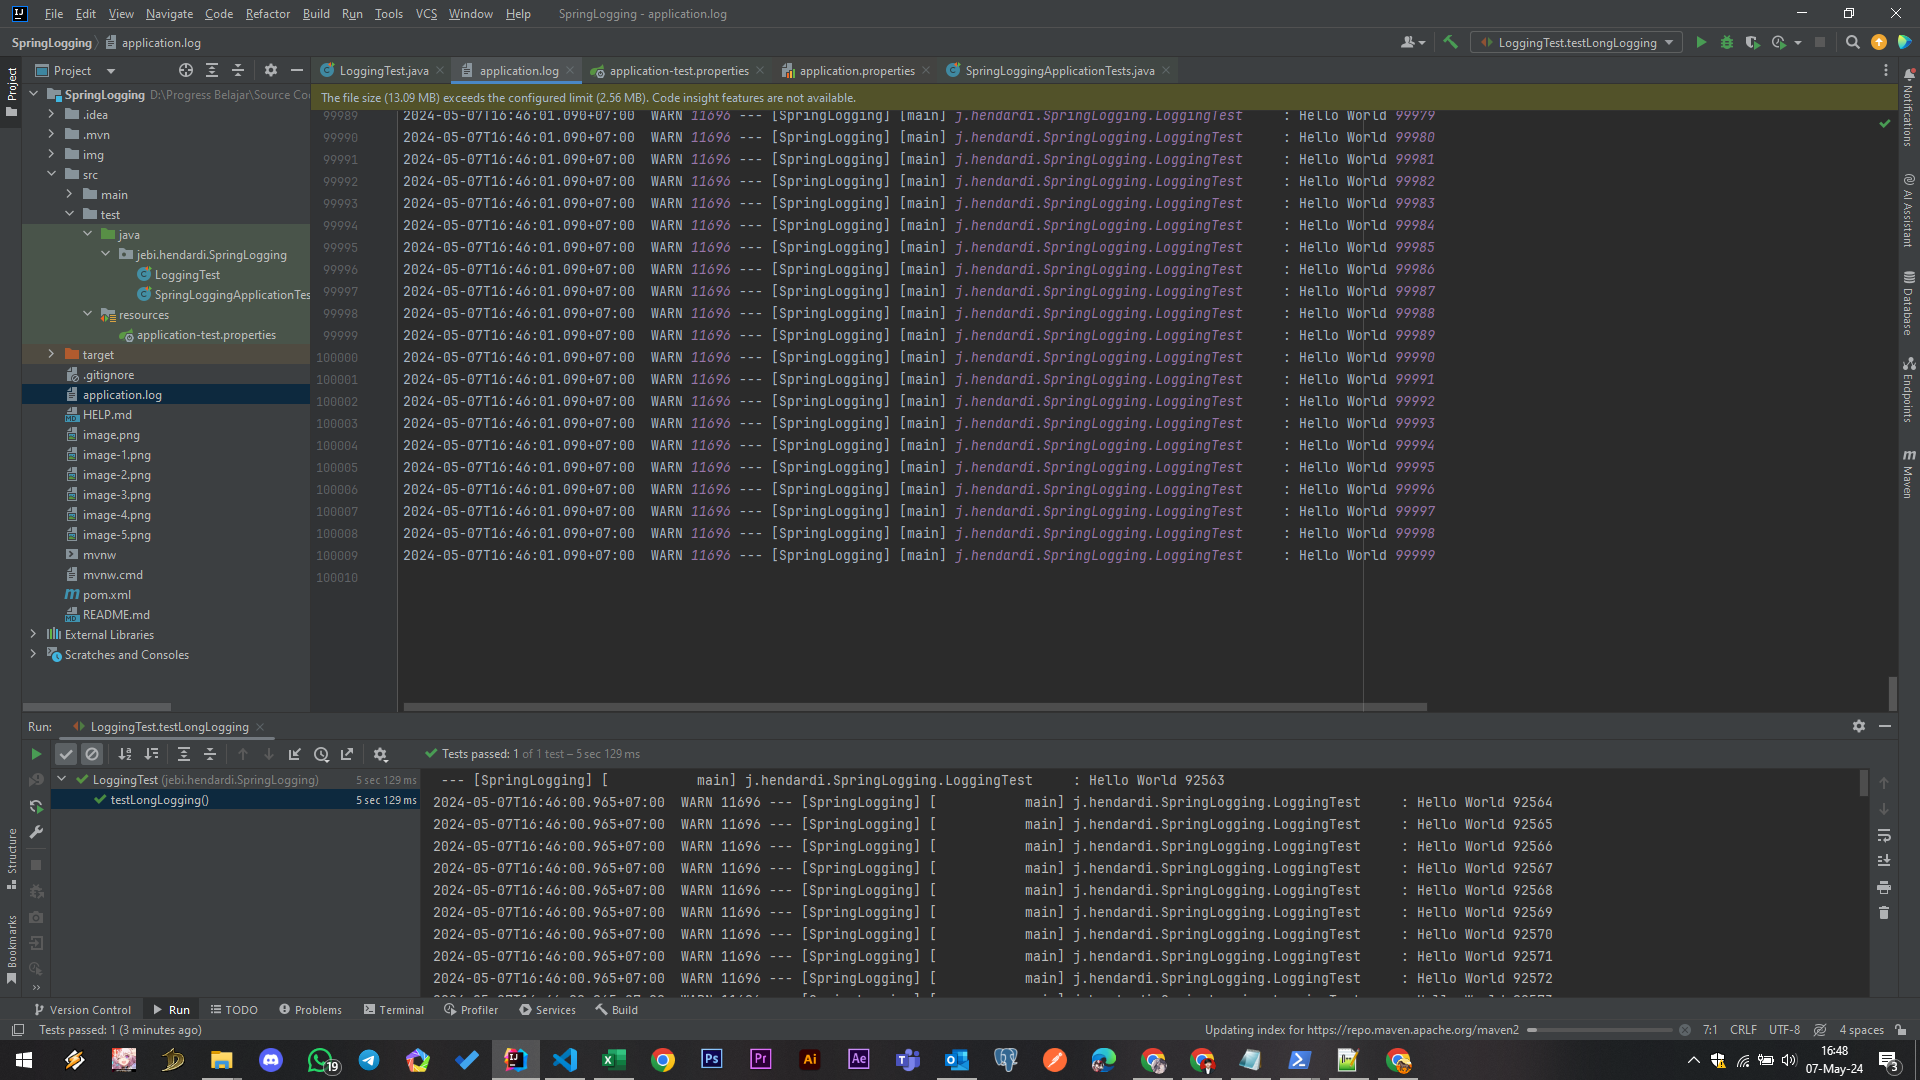 File Edit View Navigate Code Refactor Build Run Tools VCS Window Help SpringLogging - application.log
SpringLogging application.log LoggingTest.testLongLogging
Project
LoggingTest.java application.log application-test.properties application.properties SpringLoggingApplicationTests.java
The file size (13.09 MB) exceeds the configured limit (2.56 MB). Code insight features are not available.
SpringLogging D:\Progress Belajar\Source Co
.idea
.mvn
img
src
main
test
java
jebi.hendardi.SpringLogging
LoggingTest
SpringLoggingApplicationTes
resources
application-test.properties
target
.gitignore
application.log
HELP.md
image.png
image-1.png
image-2.png
image-3.png
image-4.png
image-5.png
mvnw
mvnw.cmd
pom.xml
README.md
External Libraries
Scratches and Consoles
99989 2024-05-07T16:46:01.090+07:00 WARN 11696 --- [SpringLogging] [main] j.hendardi.SpringLogging.LoggingTest : Hello World 99979
99990 2024-05-07T16:46:01.090+07:00 WARN 11696 --- [SpringLogging] [main] j.hendardi.SpringLogging.LoggingTest : Hello World 99980
99991 2024-05-07T16:46:01.090+07:00 WARN 11696 --- [SpringLogging] [main] j.hendardi.SpringLogging.LoggingTest : Hello World 99981
99992 2024-05-07T16:46:01.090+07:00 WARN 11696 --- [SpringLogging] [main] j.hendardi.SpringLogging.LoggingTest : Hello World 99982
99993 2024-05-07T16:46:01.090+07:00 WARN 11696 --- [SpringLogging] [main] j.hendardi.SpringLogging.LoggingTest : Hello World 99983
99994 2024-05-07T16:46:01.090+07:00 WARN 11696 --- [SpringLogging] [main] j.hendardi.SpringLogging.LoggingTest : Hello World 99984
99995 2024-05-07T16:46:01.090+07:00 WARN 11696 --- [SpringLogging] [main] j.hendardi.SpringLogging.LoggingTest : Hello World 99985
99996 2024-05-07T16:46:01.090+07:00 WARN 11696 --- [SpringLogging] [main] j.hendardi.SpringLogging.LoggingTest : Hello World 99986
99997 2024-05-07T16:46:01.090+07:00 WARN 11696 --- [SpringLogging] [main] j.hendardi.SpringLogging.LoggingTest : Hello World 99987
99998 2024-05-07T16:46:01.090+07:00 WARN 11696 --- [SpringLogging] [main] j.hendardi.SpringLogging.LoggingTest : Hello World 99988
99999 2024-05-07T16:46:01.090+07:00 WARN 11696 --- [SpringLogging] [main] j.hendardi.SpringLogging.LoggingTest : Hello World 99989
100000 2024-05-07T16:46:01.090+07:00 WARN 11696 --- [SpringLogging] [main] j.hendardi.SpringLogging.LoggingTest : Hello World 99990
100001 2024-05-07T16:46:01.090+07:00 WARN 11696 --- [SpringLogging] [main] j.hendardi.SpringLogging.LoggingTest : Hello World 99991
100002 2024-05-07T16:46:01.090+07:00 WARN 11696 --- [SpringLogging] [main] j.hendardi.SpringLogging.LoggingTest : Hello World 99992
100003 2024-05-07T16:46:01.090+07:00 WARN 11696 --- [SpringLogging] [main] j.hendardi.SpringLogging.LoggingTest : Hello World 99993
100004 2024-05-07T16:46:01.090+07:00 WARN 11696 --- [SpringLogging] [main] j.hendardi.SpringLogging.LoggingTest : Hello World 99994
100005 2024-05-07T16:46:01.090+07:00 WARN 11696 --- [SpringLogging] [main] j.hendardi.SpringLogging.LoggingTest : Hello World 99995
100006 2024-05-07T16:46:01.090+07:00 WARN 11696 --- [SpringLogging] [main] j.hendardi.SpringLogging.LoggingTest : Hello World 99996
100007 2024-05-07T16:46:01.090+07:00 WARN 11696 --- [SpringLogging] [main] j.hendardi.SpringLogging.LoggingTest : Hello World 99997
100008 2024-05-07T16:46:01.090+07:00 WARN 11696 --- [SpringLogging] [main] j.hendardi.SpringLogging.LoggingTest : Hello World 99998
100009 2024-05-07T16:46:01.090+07:00 WARN 11696 --- [SpringLogging] [main] j.hendardi.SpringLogging.LoggingTest : Hello World 99999
100010
Project
Structure
Bookmarks
Notifications
AI Assistant
Database
Endpoints
Maven
m
Run: LoggingTest.testLongLogging
Tests passed: 1 of 1 test – 5 sec 129 ms
LoggingTest (jebi.hendardi.SpringLogging) 5 sec 129 ms
testLongLogging() 5 sec 129 ms
--- [SpringLogging] [ main] j.hendardi.SpringLogging.LoggingTest : Hello World 92563
2024-05-07T16:46:00.965+07:00 WARN 11696 --- [SpringLogging] [ main] j.hendardi.SpringLogging.LoggingTest : Hello World 92564
2024-05-07T16:46:00.965+07:00 WARN 11696 --- [SpringLogging] [ main] j.hendardi.SpringLogging.LoggingTest : Hello World 92565
2024-05-07T16:46:00.965+07:00 WARN 11696 --- [SpringLogging] [ main] j.hendardi.SpringLogging.LoggingTest : Hello World 92566
2024-05-07T16:46:00.965+07:00 WARN 11696 --- [SpringLogging] [ main] j.hendardi.SpringLogging.LoggingTest : Hello World 92567
2024-05-07T16:46:00.965+07:00 WARN 11696 --- [SpringLogging] [ main] j.hendardi.SpringLogging.LoggingTest : Hello World 92568
2024-05-07T16:46:00.965+07:00 WARN 11696 --- [SpringLogging] [ main] j.hendardi.SpringLogging.LoggingTest : Hello World 92569
2024-05-07T16:46:00.965+07:00 WARN 11696 --- [SpringLogging] [ main] j.hendardi.SpringLogging.LoggingTest : Hello World 92570
2024-05-07T16:46:00.965+07:00 WARN 11696 --- [SpringLogging] [ main] j.hendardi.SpringLogging.LoggingTest : Hello World 92571
2024-05-07T16:46:00.965+07:00 WARN 11696 --- [SpringLogging] [ main] j.hendardi.SpringLogging.LoggingTest : Hello World 92572
Version Control Run TODO Problems Terminal Profiler Services Build
Tests passed: 1 (3 minutes ago) Updating index for https://repo.maven.apache.org/maven2 7:1 CRLF UTF-8 4 spaces
19 Ps Pr Ai Ae 16:48
07-May-24 3